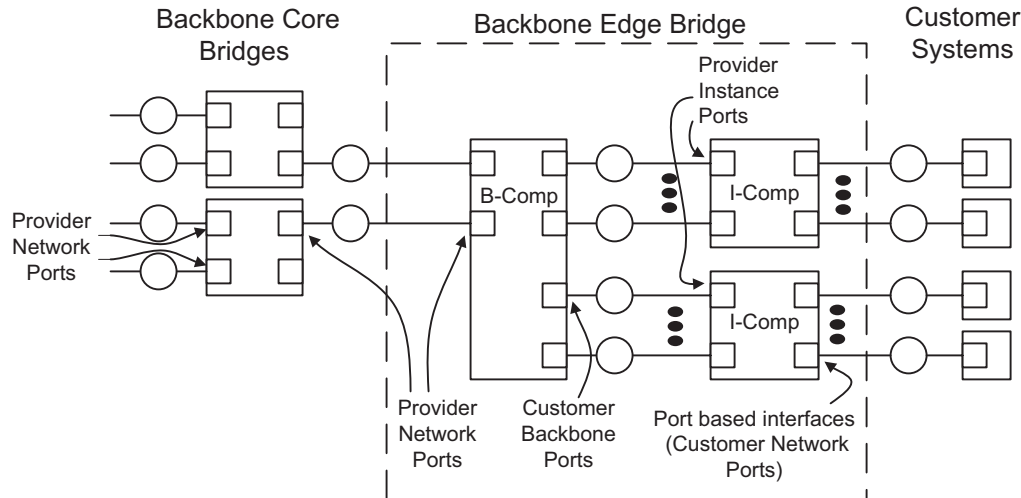 Backbone Core
Bridges
Backbone Edge Bridge
Customer
Systems
Provider
Instance
Ports
B-Comp
I-Comp
Provider
Network
Ports
I-Comp
Provider
Network
Ports
Customer
Backbone
Ports
Port based interfaces
(Customer Network
Ports)